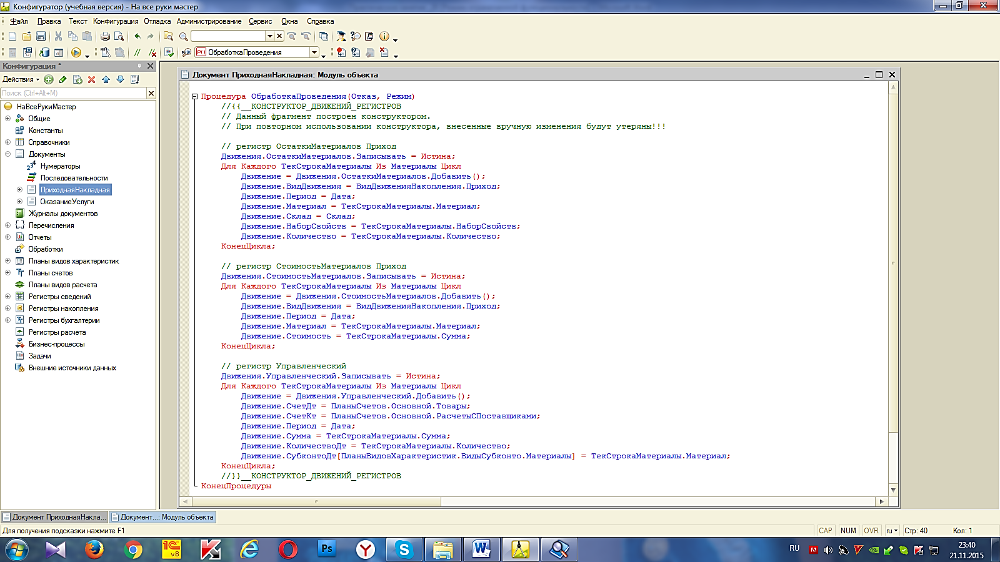 Конфигуратор (учебная версия) - На все руки мастер
Файл Правка Текст Конфигурация Отладка Администрирование Сервис Окна Справка
ОбработкаПроведения
Конфигурация *
Действия
Поиск (Ctrl+Alt+M)
НаВсеРукиМастер
Общие
Константы
Справочники
Документы
Нумераторы
Последовательности
ПриходнаяНакладная
ОказаниеУслуги
Журналы документов
Перечисления
Отчеты
Обработки
Планы видов характеристик
Планы счетов
Планы видов расчета
Регистры сведений
Регистры накопления
Регистры бухгалтерии
Регистры расчета
Бизнес-процессы
Задачи
Внешние источники данных
Документ ПриходнаяНакладная: Модуль объекта
Процедура ОбработкаПроведения(Отказ, Режим)
//{{__КОНСТРУКТОР_ДВИЖЕНИЙ_РЕГИСТРОВ
// Данный фрагмент построен конструктором.
// При повторном использовании конструктора, внесенные вручную изменения будут утеряны!!!
// регистр ОстаткиМатериалов Приход
Движения.ОстаткиМатериалов.Записывать = Истина;
Для Каждого ТекСтрокаМатериалы Из Материалы Цикл
Движение = Движения.ОстаткиМатериалов.Добавить();
Движение.ВидДвижения = ВидДвиженияНакопления.Приход;
Движение.Период = Дата;
Движение.Материал = ТекСтрокаМатериалы.Материал;
Движение.Склад = Склад;
Движение.НаборСвойств = ТекСтрокаМатериалы.НаборСвойств;
Движение.Количество = ТекСтрокаМатериалы.Количество;
КонецЦикла;
// регистр СтоимостьМатериалов Приход
Движения.СтоимостьМатериалов.Записывать = Истина;
Для Каждого ТекСтрокаМатериалы Из Материалы Цикл
Движение = Движения.СтоимостьМатериалов.Добавить();
Движение.ВидДвижения = ВидДвиженияНакопления.Приход;
Движение.Период = Дата;
Движение.Материал = ТекСтрокаМатериалы.Материал;
Движение.Стоимость = ТекСтрокаМатериалы.Сумма;
КонецЦикла;
// регистр Управленческий
Движения.Управленческий.Записывать = Истина;
Для Каждого ТекСтрокаМатериалы Из Материалы Цикл
Движение = Движения.Управленческий.Добавить();
Движение.СчетДт = ПланыСчетов.Основной.Товары;
Движение.СчетКт = ПланыСчетов.Основной.РасчетыСПоставщиками;
Движение.Период = Дата;
Движение.Сумма = ТекСтрокаМатериалы.Сумма;
Движение.КоличествоДт = ТекСтрокаМатериалы.Количество;
Движение.СубконтоДт[ПланыВидовХарактеристик.ВидыСубконто.Материалы] = ТекСтрокаМатериалы.Материал;
КонецЦикла;
//}}__КОНСТРУКТОР_ДВИЖЕНИЙ_РЕГИСТРОВ
КонецПроцедуры
Документ ПриходнаяНакла... Документ...: Модуль объекта
Для получения подсказки нажмите F1
CAP NUM OVR ru Стр: 40 Кол: 1
1С v8 Ps
RU 23:40
21.11.2015